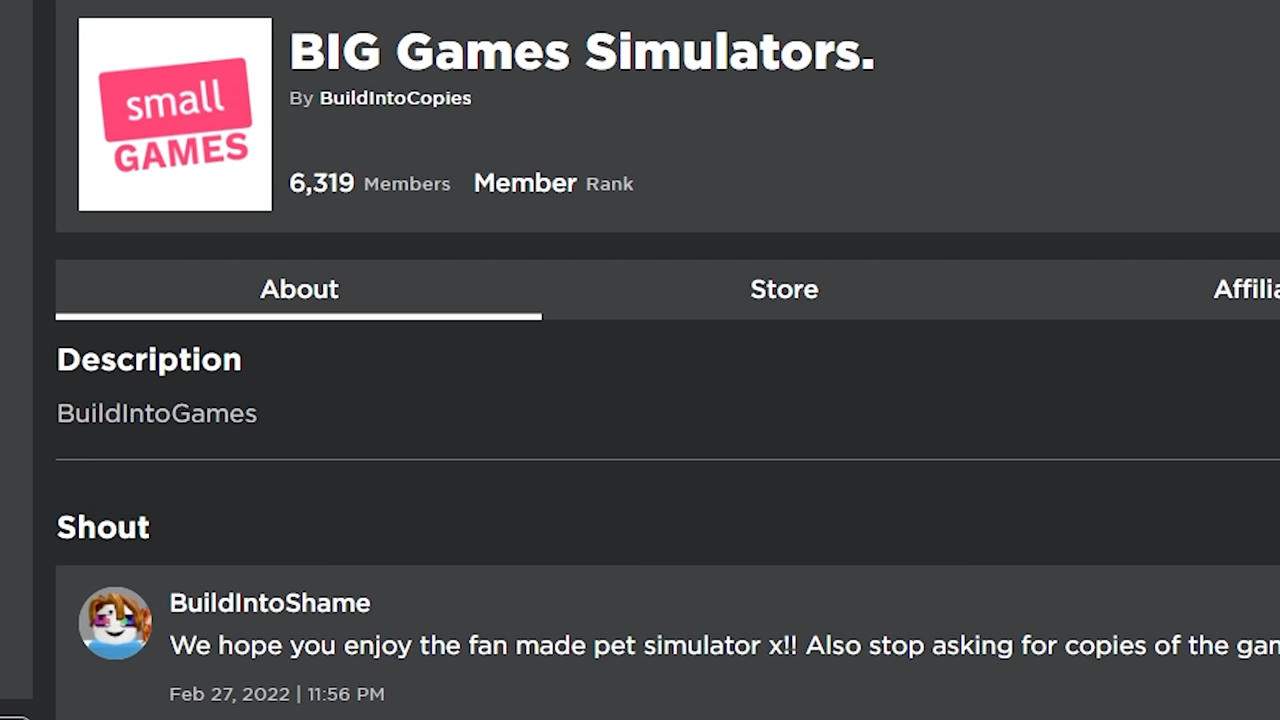 small
GAMES
BIG Games Simulators.
By BuildIntoCopies
6,319 Members Member Rank
About Store
Description
BuildIntoGames
Shout
BuildIntoShame
We hope you enjoy the fan made pet simulator x!! Also stop asking for copies of the
Feb 27, 2022 | 11:56 PM